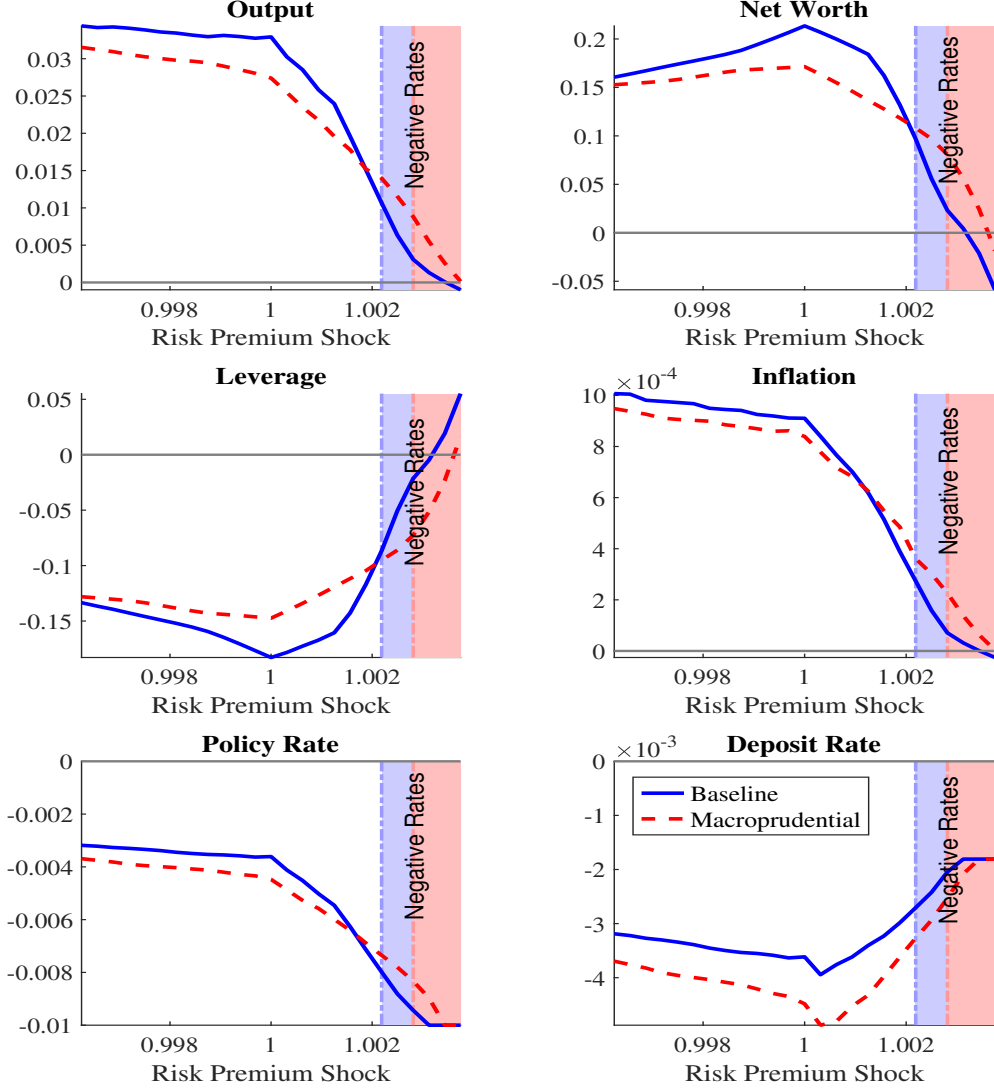 Output
0.03
0.025
0.02
0.015
0.01
0.005
0
Negative Rates
0.998 1 1.002
Risk Premium Shock
Net Worth
0.2
0.15
0.1
0.05
0
-0.05
Negative Rates
0.998 1 1.002
Risk Premium Shock
Leverage
0.05
0
-0.05
-0.1
-0.15
Negative Rates
0.998 1 1.002
Risk Premium Shock
Inflation
×10-4
10
8
6
4
2
0
Negative Rates
0.998 1 1.002
Risk Premium Shock
Policy Rate
0
-0.002
-0.004
-0.006
-0.008
-0.01
Negative Rates
0.998 1 1.002
Risk Premium Shock
Deposit Rate
×10-3
0
-1
-2
-3
-4
Baseline
Macroprudential
Negative Rates
0.998 1 1.002
Risk Premium Shock